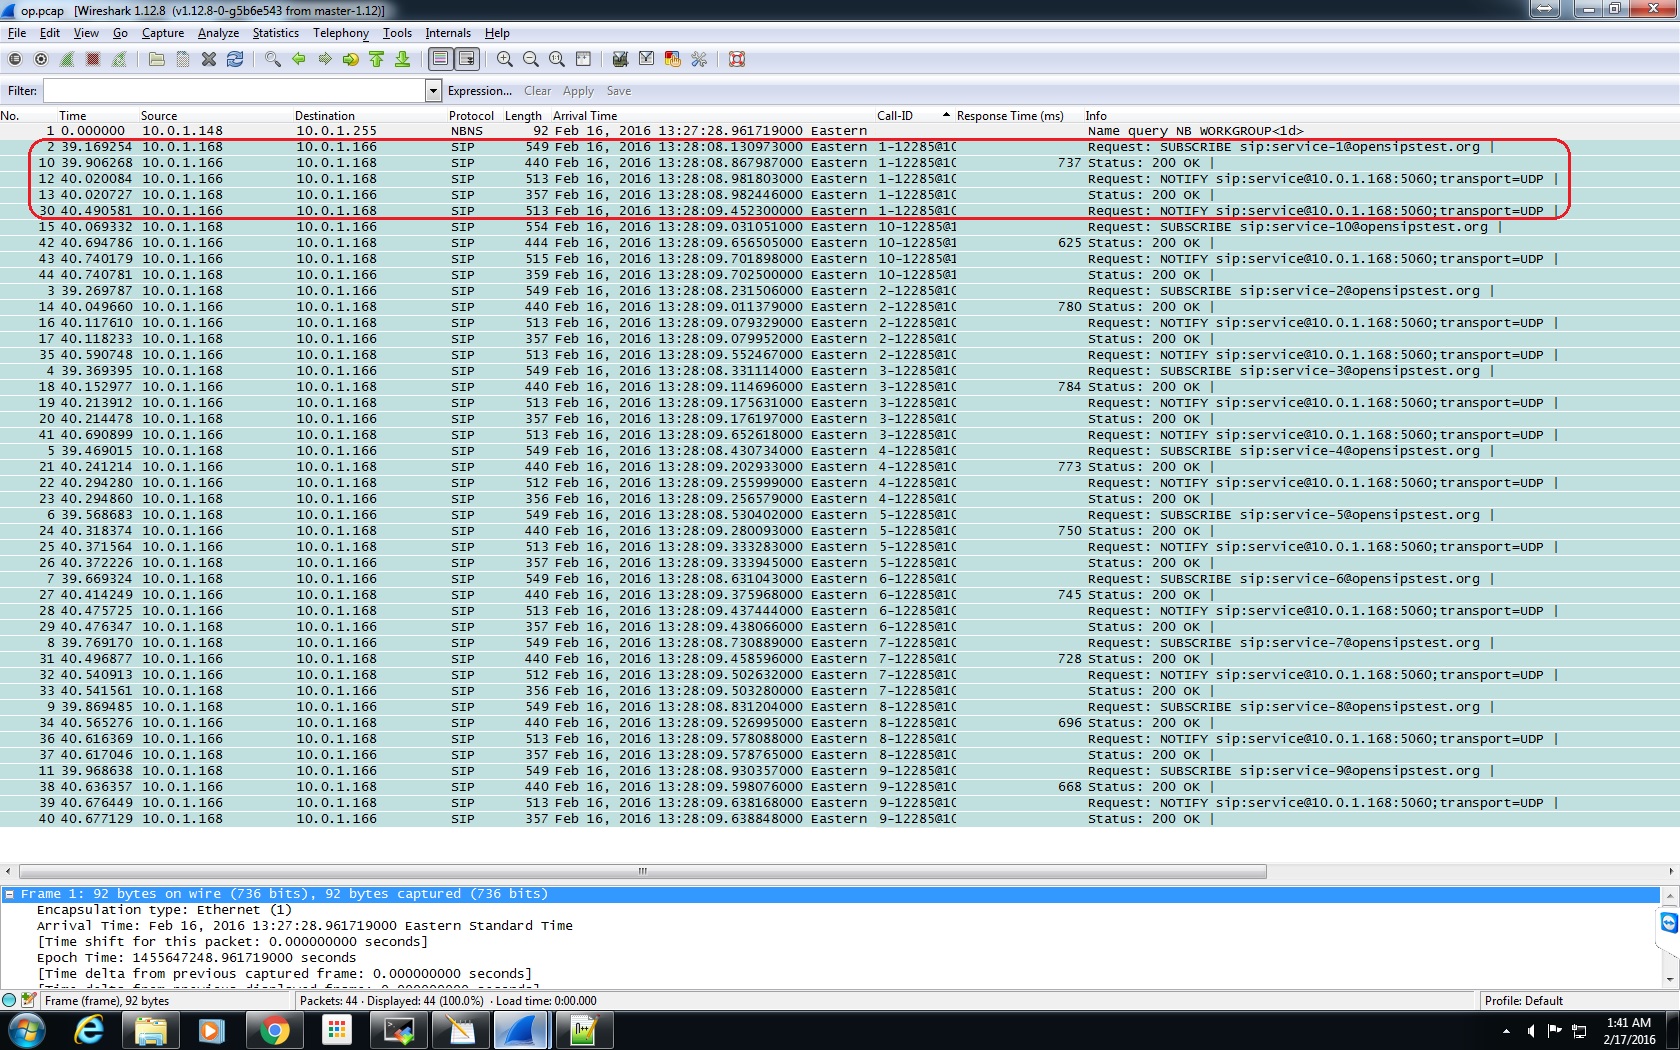 op.pcap [Wireshark 1.12.8 (v1.12.8-0-g5b6e543 from master-1.12)]
File Edit View Go Capture Analyze Statistics Telephony Tools Internals Help
Filter: Expression... Clear Apply Save
No. Time Source Destination Protocol Length Arrival Time Call-ID Response Time (ms) Info
1 0.000000 10.0.1.148 10.0.1.255 NBNS 92 Feb 16, 2016 13:27:28.961719000 Eastern Name query NB WORKGROUP<1d>
2 39.169254 10.0.1.168 10.0.1.166 SIP 549 Feb 16, 2016 13:28:08.130973000 Eastern 1-12285@10 Request: SUBSCRIBE sip:service-1@opensipstest.org |
10 39.906268 10.0.1.166 10.0.1.168 SIP 440 Feb 16, 2016 13:28:08.867987000 Eastern 1-12285@10 737 Status: 200 OK |
12 40.020084 10.0.1.166 10.0.1.168 SIP 513 Feb 16, 2016 13:28:08.981803000 Eastern 1-12285@10 Request: NOTIFY sip:service@10.0.1.168:5060;transport=UDP |
13 40.020727 10.0.1.168 10.0.1.166 SIP 357 Feb 16, 2016 13:28:08.982446000 Eastern 1-12285@10 Status: 200 OK |
30 40.490581 10.0.1.166 10.0.1.168 SIP 513 Feb 16, 2016 13:28:09.452300000 Eastern 1-12285@10 Request: NOTIFY sip:service@10.0.1.168:5060;transport=UDP |
15 40.069332 10.0.1.168 10.0.1.166 SIP 554 Feb 16, 2016 13:28:09.031051000 Eastern 10-12285@1 Request: SUBSCRIBE sip:service-10@opensipstest.org |
42 40.694786 10.0.1.166 10.0.1.168 SIP 444 Feb 16, 2016 13:28:09.656505000 Eastern 10-12285@1 625 Status: 200 OK |
43 40.740179 10.0.1.166 10.0.1.168 SIP 515 Feb 16, 2016 13:28:09.701898000 Eastern 10-12285@1 Request: NOTIFY sip:service@10.0.1.168:5060;transport=UDP |
44 40.740781 10.0.1.168 10.0.1.166 SIP 359 Feb 16, 2016 13:28:09.702500000 Eastern 10-12285@1 Status: 200 OK |
3 39.269787 10.0.1.168 10.0.1.166 SIP 549 Feb 16, 2016 13:28:08.231506000 Eastern 2-12285@10 Request: SUBSCRIBE sip:service-2@opensipstest.org |
14 40.049660 10.0.1.166 10.0.1.168 SIP 440 Feb 16, 2016 13:28:09.011379000 Eastern 2-12285@10 780 Status: 200 OK |
16 40.117610 10.0.1.166 10.0.1.168 SIP 513 Feb 16, 2016 13:28:09.079329000 Eastern 2-12285@10 Request: NOTIFY sip:service@10.0.1.168:5060;transport=UDP |
17 40.118233 10.0.1.168 10.0.1.166 SIP 357 Feb 16, 2016 13:28:09.079952000 Eastern 2-12285@10 Status: 200 OK |
35 40.590748 10.0.1.166 10.0.1.168 SIP 513 Feb 16, 2016 13:28:09.552467000 Eastern 2-12285@10 Request: NOTIFY sip:service@10.0.1.168:5060;transport=UDP |
4 39.369395 10.0.1.168 10.0.1.166 SIP 549 Feb 16, 2016 13:28:08.331114000 Eastern 3-12285@10 Request: SUBSCRIBE sip:service-3@opensipstest.org |
18 40.152977 10.0.1.166 10.0.1.168 SIP 440 Feb 16, 2016 13:28:09.114696000 Eastern 3-12285@10 784 Status: 200 OK |
19 40.213912 10.0.1.166 10.0.1.168 SIP 513 Feb 16, 2016 13:28:09.175631000 Eastern 3-12285@10 Request: NOTIFY sip:service@10.0.1.168:5060;transport=UDP |
20 40.214478 10.0.1.168 10.0.1.166 SIP 357 Feb 16, 2016 13:28:09.176197000 Eastern 3-12285@10 Status: 200 OK |
41 40.690899 10.0.1.166 10.0.1.168 SIP 513 Feb 16, 2016 13:28:09.652618000 Eastern 3-12285@10 Request: NOTIFY sip:service@10.0.1.168:5060;transport=UDP |
5 39.469015 10.0.1.168 10.0.1.166 SIP 549 Feb 16, 2016 13:28:08.430734000 Eastern 4-12285@10 Request: SUBSCRIBE sip:service-4@opensipstest.org |
21 40.241214 10.0.1.166 10.0.1.168 SIP 440 Feb 16, 2016 13:28:09.202933000 Eastern 4-12285@10 773 Status: 200 OK |
22 40.294280 10.0.1.166 10.0.1.168 SIP 512 Feb 16, 2016 13:28:09.255999000 Eastern 4-12285@10 Request: NOTIFY sip:service@10.0.1.168:5060;transport=UDP |
23 40.294860 10.0.1.168 10.0.1.166 SIP 356 Feb 16, 2016 13:28:09.256579000 Eastern 4-12285@10 Status: 200 OK |
6 39.568683 10.0.1.168 10.0.1.166 SIP 549 Feb 16, 2016 13:28:08.530402000 Eastern 5-12285@10 Request: SUBSCRIBE sip:service-5@opensipstest.org |
24 40.318374 10.0.1.166 10.0.1.168 SIP 440 Feb 16, 2016 13:28:09.280093000 Eastern 5-12285@10 750 Status: 200 OK |
25 40.371564 10.0.1.166 10.0.1.168 SIP 513 Feb 16, 2016 13:28:09.333283000 Eastern 5-12285@10 Request: NOTIFY sip:service@10.0.1.168:5060;transport=UDP |
26 40.372226 10.0.1.168 10.0.1.166 SIP 357 Feb 16, 2016 13:28:09.333945000 Eastern 5-12285@10 Status: 200 OK |
7 39.669324 10.0.1.168 10.0.1.166 SIP 549 Feb 16, 2016 13:28:08.631043000 Eastern 6-12285@10 Request: SUBSCRIBE sip:service-6@opensipstest.org |
27 40.414249 10.0.1.166 10.0.1.168 SIP 440 Feb 16, 2016 13:28:09.375968000 Eastern 6-12285@10 745 Status: 200 OK |
28 40.475725 10.0.1.166 10.0.1.168 SIP 513 Feb 16, 2016 13:28:09.437444000 Eastern 6-12285@10 Request: NOTIFY sip:service@10.0.1.168:5060;transport=UDP |
29 40.476347 10.0.1.168 10.0.1.166 SIP 357 Feb 16, 2016 13:28:09.438066000 Eastern 6-12285@10 Status: 200 OK |
8 39.769170 10.0.1.168 10.0.1.166 SIP 549 Feb 16, 2016 13:28:08.730889000 Eastern 7-12285@10 Request: SUBSCRIBE sip:service-7@opensipstest.org |
31 40.496877 10.0.1.166 10.0.1.168 SIP 440 Feb 16, 2016 13:28:09.458596000 Eastern 7-12285@10 728 Status: 200 OK |
32 40.540913 10.0.1.166 10.0.1.168 SIP 512 Feb 16, 2016 13:28:09.502632000 Eastern 7-12285@10 Request: NOTIFY sip:service@10.0.1.168:5060;transport=UDP |
33 40.541561 10.0.1.168 10.0.1.166 SIP 356 Feb 16, 2016 13:28:09.503280000 Eastern 7-12285@10 Status: 200 OK |
9 39.869485 10.0.1.168 10.0.1.166 SIP 549 Feb 16, 2016 13:28:08.831204000 Eastern 8-12285@10 Request: SUBSCRIBE sip:service-8@opensipstest.org |
34 40.565276 10.0.1.166 10.0.1.168 SIP 440 Feb 16, 2016 13:28:09.526995000 Eastern 8-12285@10 696 Status: 200 OK |
36 40.616369 10.0.1.166 10.0.1.168 SIP 513 Feb 16, 2016 13:28:09.578088000 Eastern 8-12285@10 Request: NOTIFY sip:service@10.0.1.168:5060;transport=UDP |
37 40.617046 10.0.1.168 10.0.1.166 SIP 357 Feb 16, 2016 13:28:09.578765000 Eastern 8-12285@10 Status: 200 OK |
11 39.968638 10.0.1.168 10.0.1.166 SIP 549 Feb 16, 2016 13:28:08.930357000 Eastern 9-12285@10 Request: SUBSCRIBE sip:service-9@opensipstest.org |
38 40.636357 10.0.1.166 10.0.1.168 SIP 440 Feb 16, 2016 13:28:09.598076000 Eastern 9-12285@10 668 Status: 200 OK |
39 40.676449 10.0.1.166 10.0.1.168 SIP 513 Feb 16, 2016 13:28:09.638168000 Eastern 9-12285@10 Request: NOTIFY sip:service@10.0.1.168:5060;transport=UDP |
40 40.677129 10.0.1.168 10.0.1.166 SIP 357 Feb 16, 2016 13:28:09.638848000 Eastern 9-12285@10 Status: 200 OK |
Frame 1: 92 bytes on wire (736 bits), 92 bytes captured (736 bits)
Encapsulation type: Ethernet (1)
Arrival Time: Feb 16, 2016 13:27:28.961719000 Eastern Standard Time
[Time shift for this packet: 0.000000000 seconds]
Epoch Time: 1455647248.961719000 seconds
[Time delta from previous captured frame: 0.000000000 seconds]
Frame (frame), 92 bytes
Packets: 44 · Displayed: 44 (100.0%) · Load time: 0:00.000
Profile: Default
1:41 AM
2/17/2016